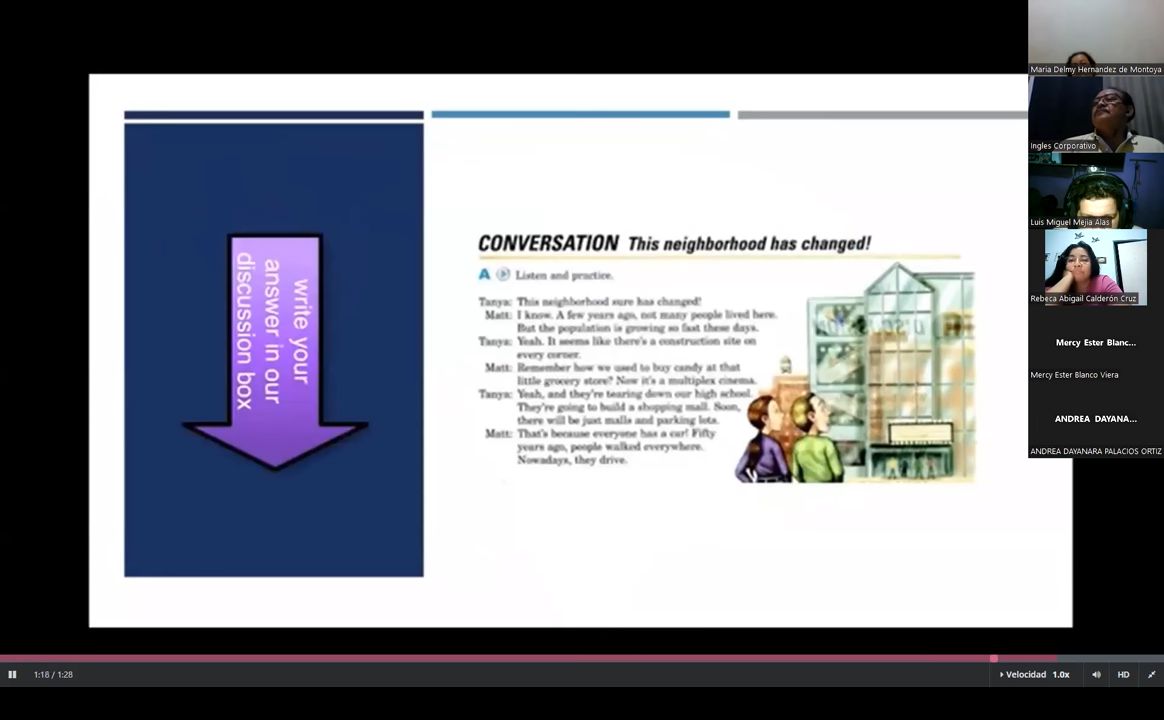 write your
answer in our
discussion box
CONVERSATION This neighborhood has changed!
A Listen and practice.
Tanya: This neighborhood sure has changed!
Matt: I know. A few years ago, not many people lived here.
But the population is growing so fast these days.
Tanya: Yeah. It seems like there's a construction site on
every corner.
Matt: Remember how we used to buy candy at that
little grocery store? Now it's a multiplex cinema.
Tanya: Yeah, and they're tearing down our high school.
They're going to build a shopping mall. Soon,
there will be just malls and parking lots.
Matt: That's because everyone has a car! Fifty
years ago, people walked everywhere.
Nowadays, they drive.
Maria Delmy Hernandez de Montoya
Ingles Corporativo
Luis Miguel Mejia Alas
Rebeca Abigail Calderón Cruz
Mercy Ester Blanc...
Mercy Ester Blanco Viera
ANDREA DAYANA...
ANDREA DAYANARA PALACIOS ORTIZ
1:18 / 1:28
Velocidad 1.0x
HD